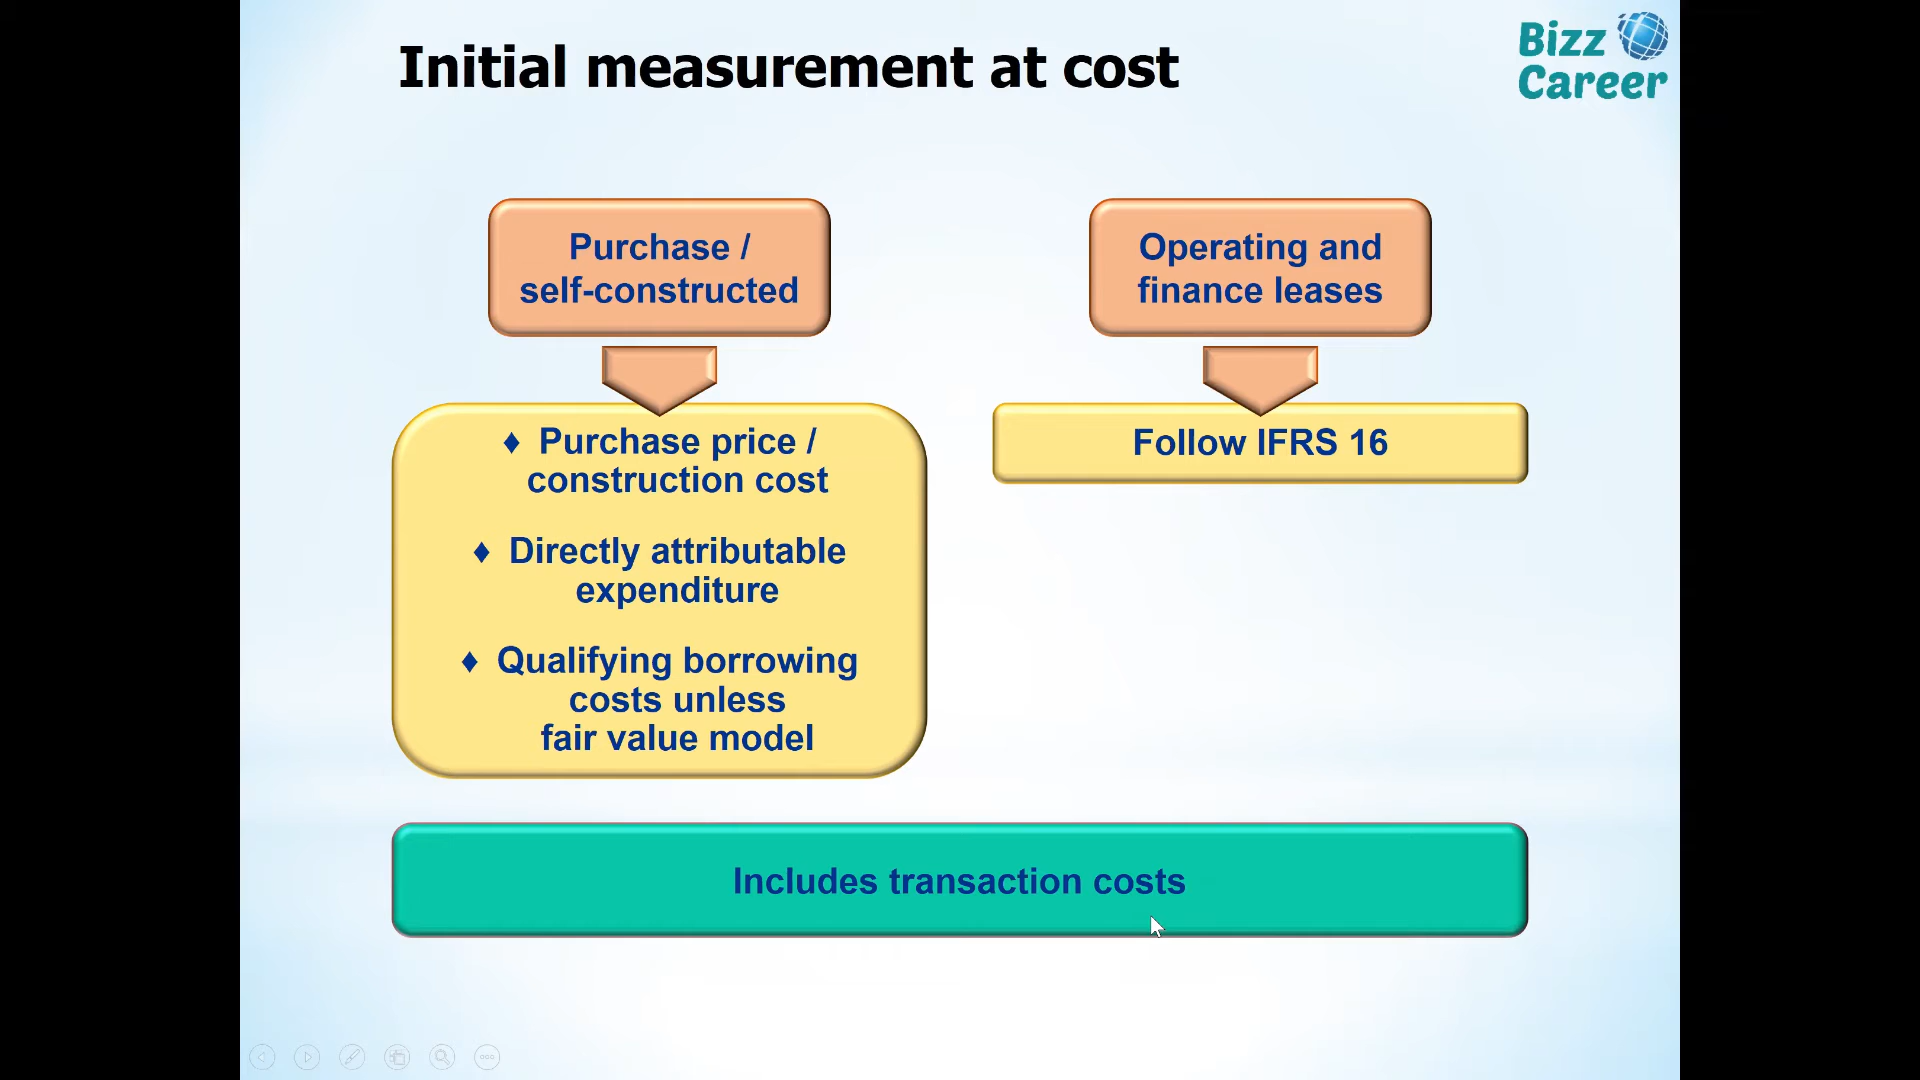 Initial measurement at cost
Bizz
Career
Purchase /
self-constructed
♦ Purchase price /
construction cost
♦ Directly attributable
expenditure
♦ Qualifying borrowing
costs unless
fair value model
Operating and
finance leases
Follow IFRS 16
Includes transaction costs